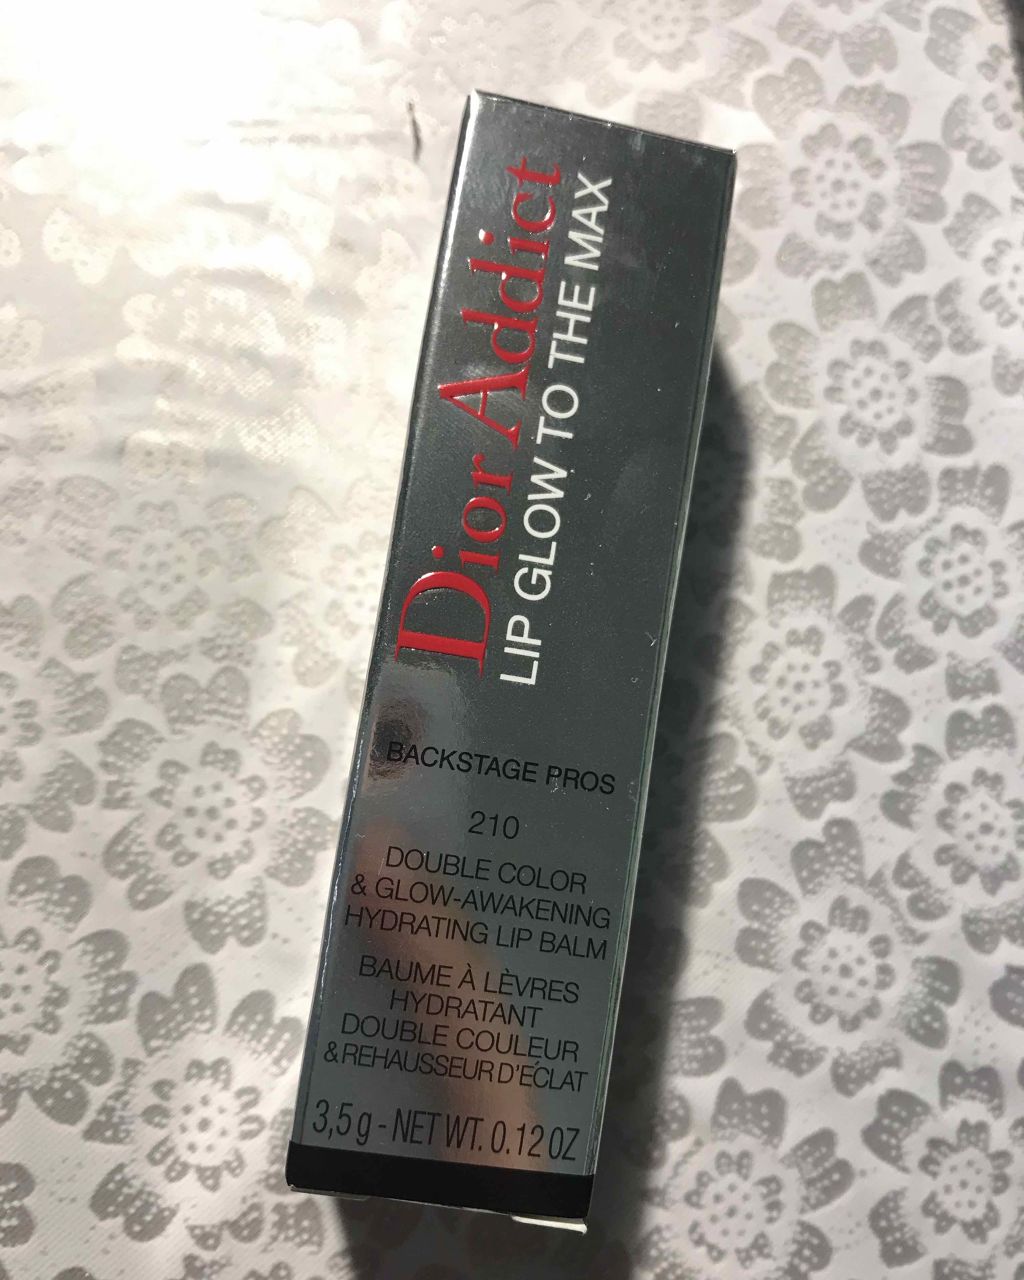 Dior Addict
LIP GLOW TO THE MAX
BACKSTAGE PROS
210
DOUBLE COLOR
& GLOW-AWAKENING
HYDRATING LIP BALM
BAUME À LÈVRES
HYDRATANT
DOUBLE COULEUR
& REHAUSSEUR D'ECLAT
3,5 g - NET WT. 0.12 OZ